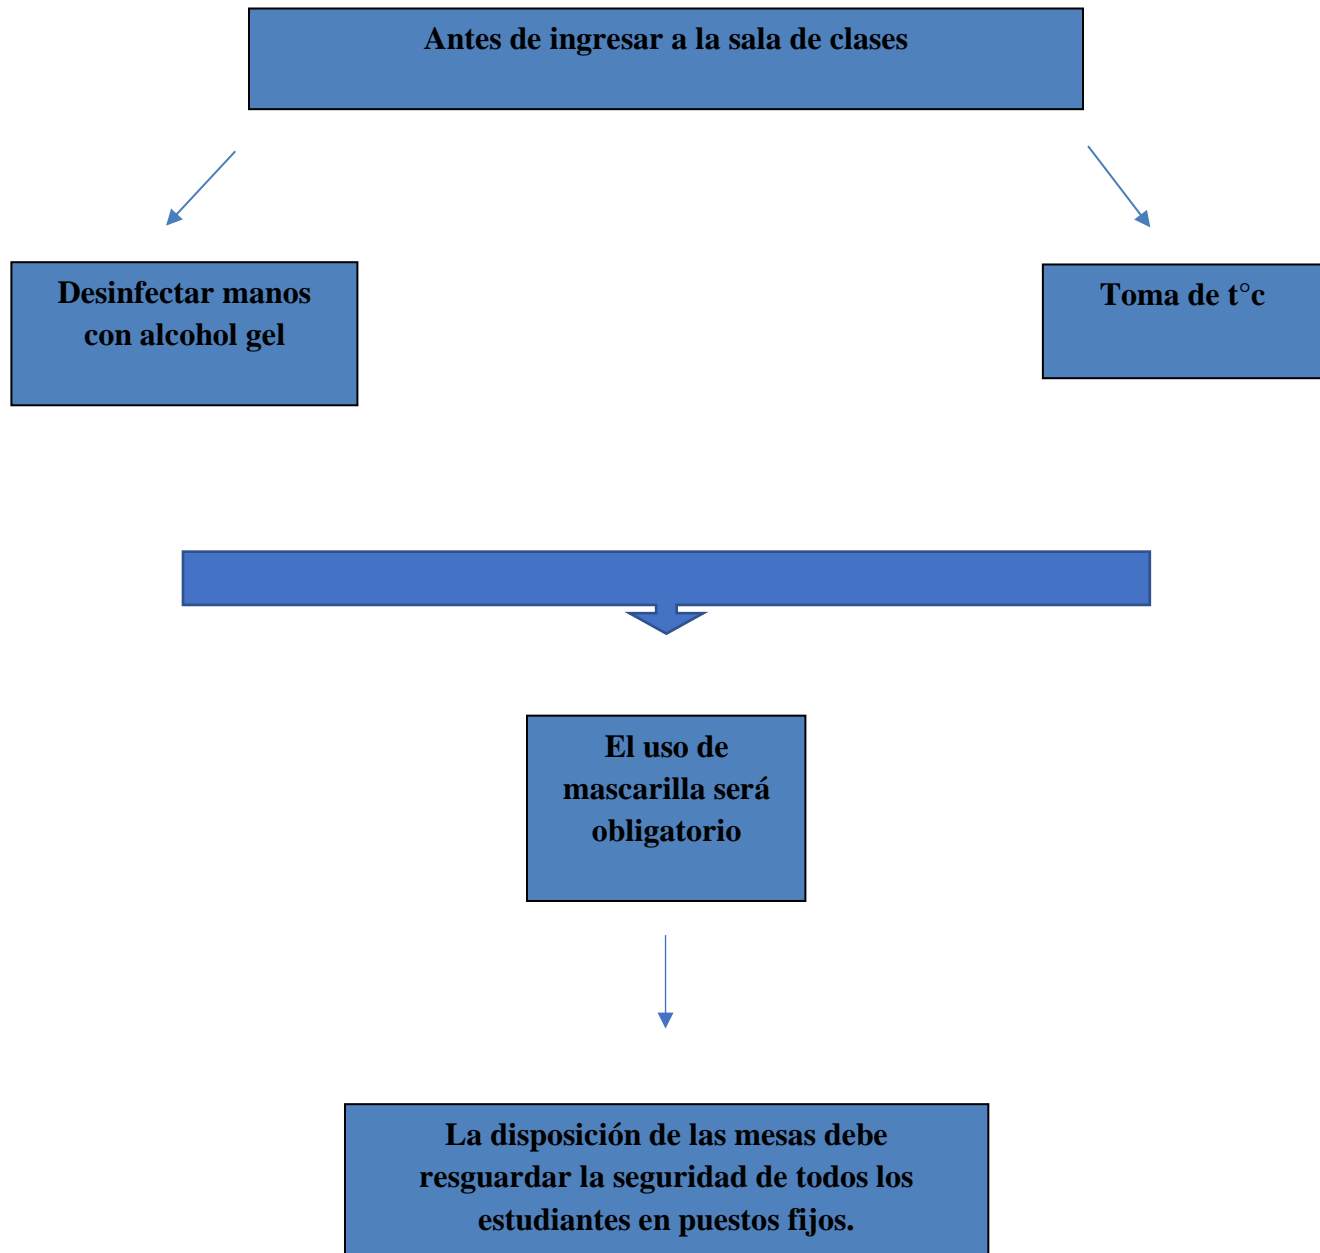 Antes de ingresar a la sala de clases
Desinfectar manos
con alcohol gel
Toma de t°c
El uso de
mascarilla será
obligatorio
La disposición de las mesas debe
resguardar la seguridad de todos los
estudiantes en puestos fijos.